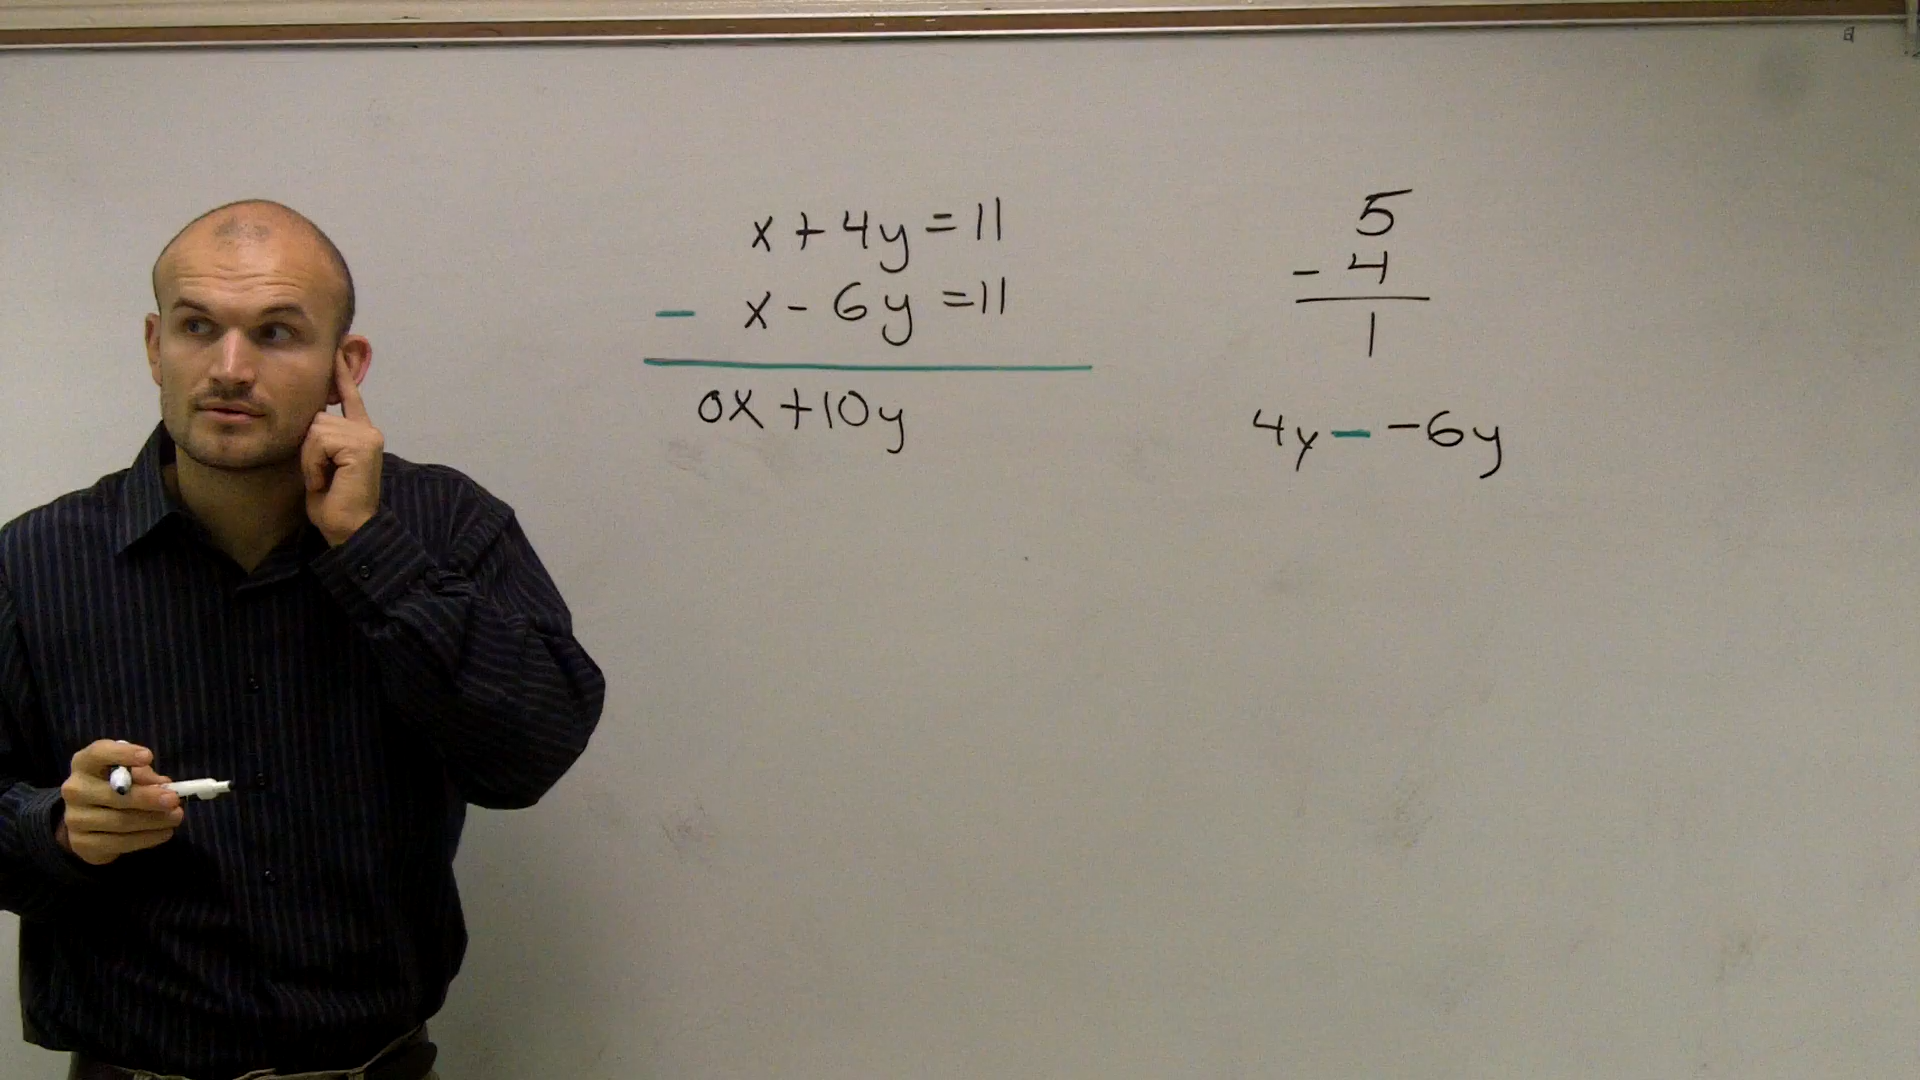 x + 4y = 11
- x - 6y = 11
0x + 10y
5
- 4
1
4y - -6y